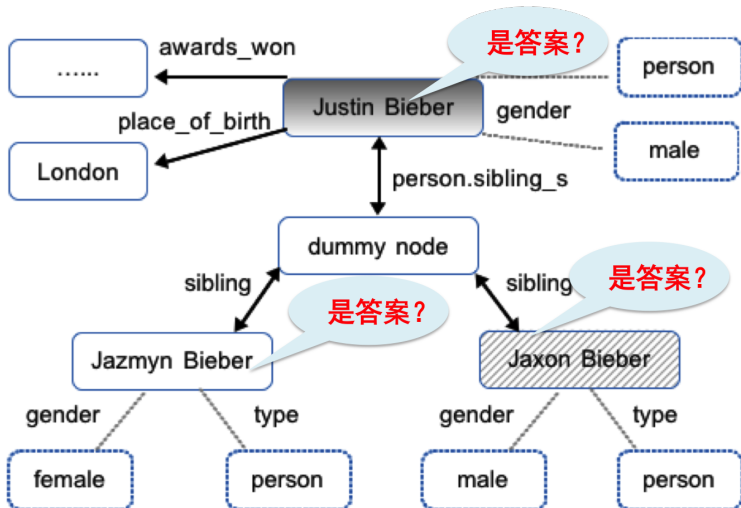 awards_won
是答案？
…...
person
Justin Bieber
gender
place_of_birth
male
London
person.sibling_s
dummy node
sibling
sibling
是答案？
是答案？
Jazmyn Bieber
Jaxon Bieber
gender
type
gender
type
female
person
male
person